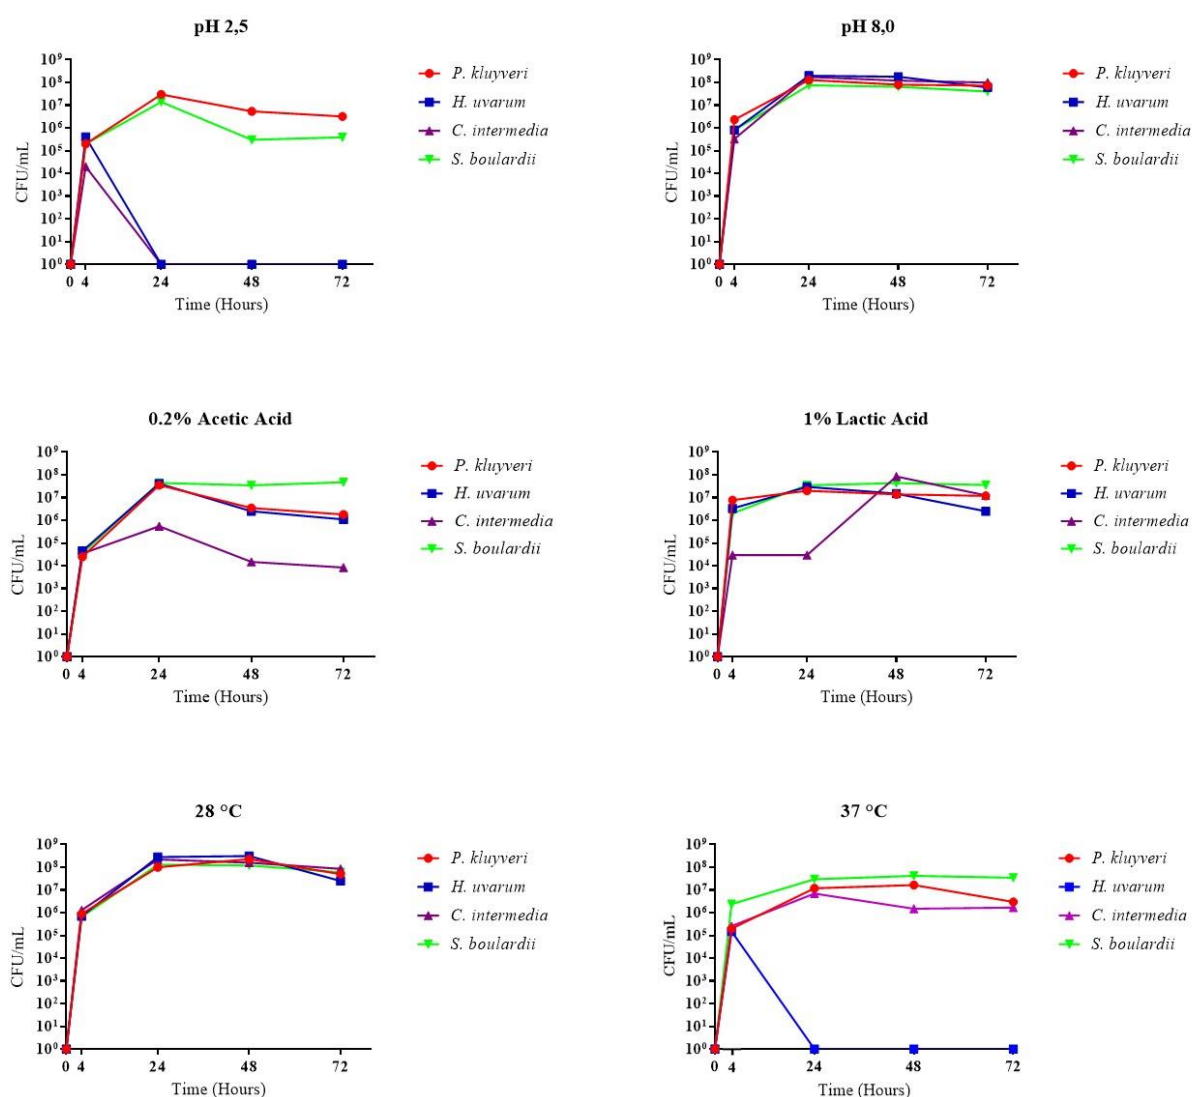 pH 2,5
10⁹
10⁸
10⁷
10⁶
10⁵
10⁴
10³
10²
10¹
10⁰
CFU/mL
0 4 24 48 72
Time (Hours)
P. kluyveri
H. uvarum
C. intermedia
S. boulardii
pH 8,0
10⁹
10⁸
10⁷
10⁶
10⁵
10⁴
10³
10²
10¹
10⁰
CFU/mL
0 4 24 48 72
Time (Hours)
P. kluyveri
H. uvarum
C. intermedia
S. boulardii
0.2% Acetic Acid
10⁹
10⁸
10⁷
10⁶
10⁵
10⁴
10³
10²
10¹
10⁰
CFU/mL
0 4 24 48 72
Time (Hours)
P. kluyveri
H. uvarum
C. intermedia
S. boulardii
1% Lactic Acid
10⁹
10⁸
10⁷
10⁶
10⁵
10⁴
10³
10²
10¹
10⁰
CFU/mL
0 4 24 48 72
Time (Hours)
P. kluyveri
H. uvarum
C. intermedia
S. boulardii
28 °C
10⁹
10⁸
10⁷
10⁶
10⁵
10⁴
10³
10²
10¹
10⁰
CFU/mL
0 4 24 48 72
Time (Hours)
P. kluyveri
H. uvarum
C. intermedia
S. boulardii
37 °C
10⁹
10⁸
10⁷
10⁶
10⁵
10⁴
10³
10²
10¹
10⁰
CFU/mL
0 4 24 48 72
Time (Hours)
P. kluyveri
H. uvarum
C. intermedia
S. boulardii